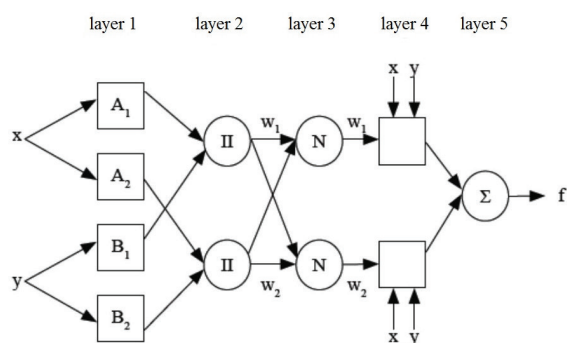 layer 1 layer 2 layer 3 layer 4 layer 5
x y
A1
w1 w1
x
Π N
A2
Σ f
B1
y
Π N
w2 w2
B2
x y